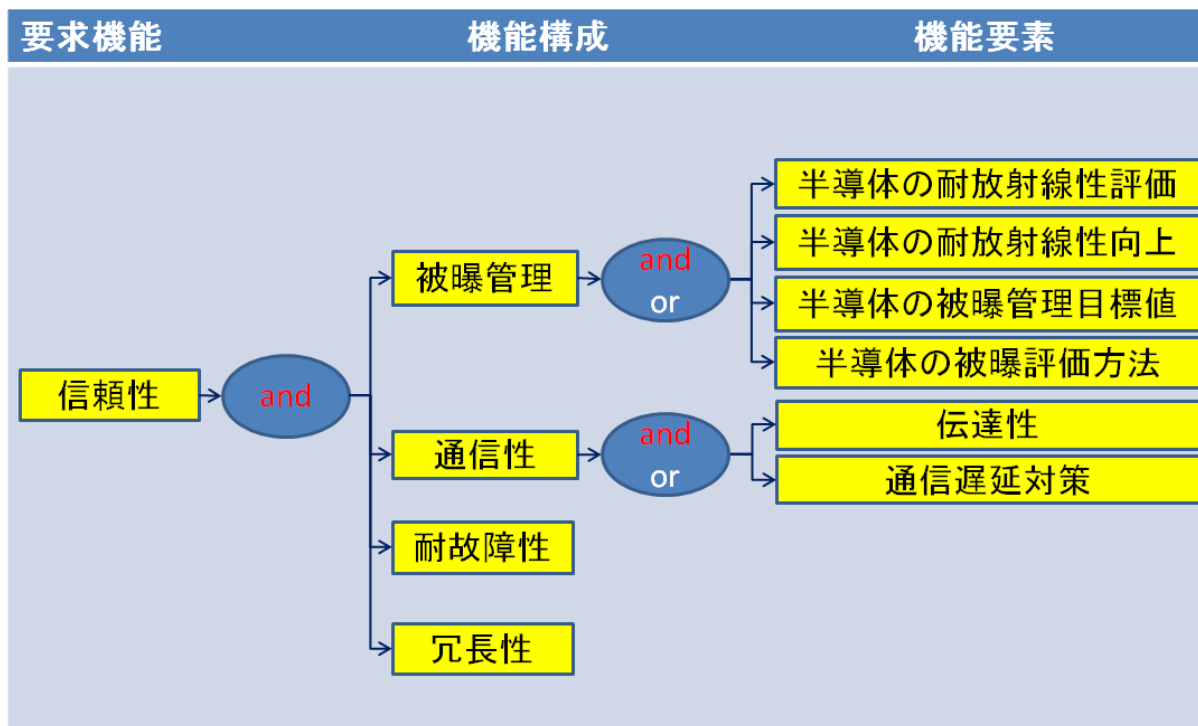 要求機能
機能構成
機能要素
半導体の耐放射線性評価
半導体の耐放射線性向上
被曝管理
and
or
半導体の被曝管理目標値
半導体の被曝評価方法
信頼性
and
通信性
and
or
伝達性
通信遅延対策
耐故障性
冗長性